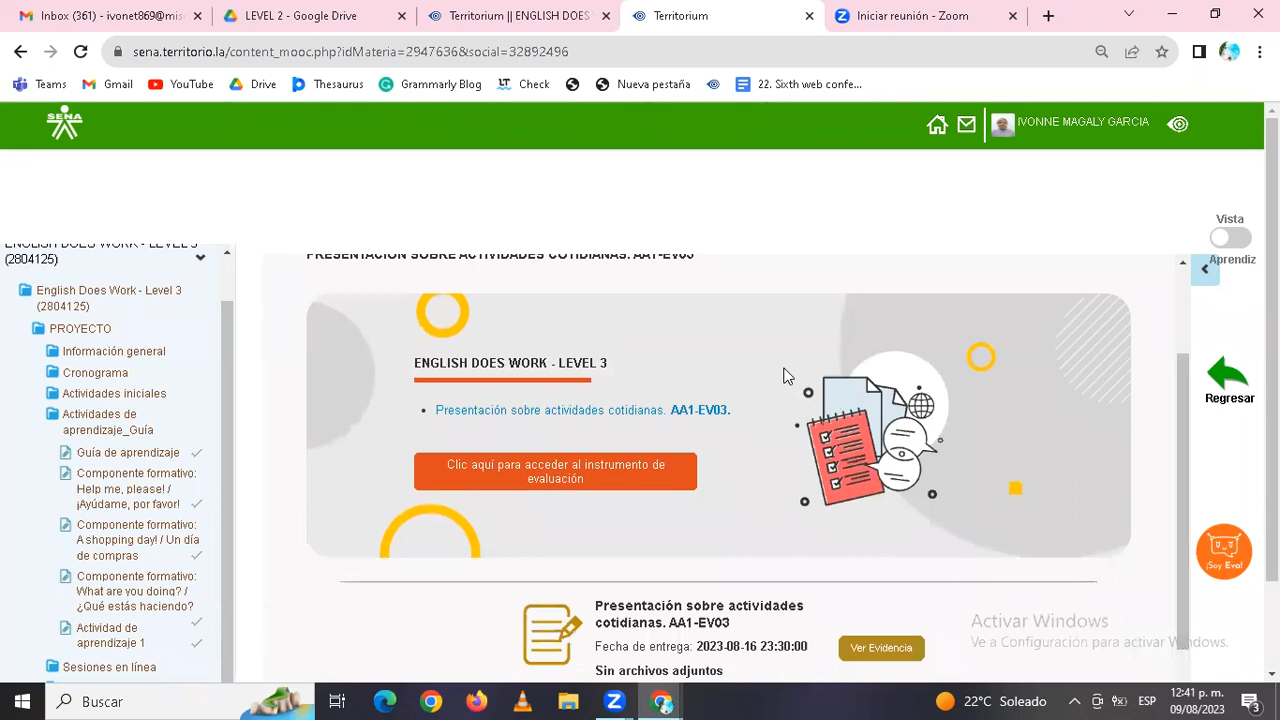 Inbox (361) - ivonet869@mise
LEVEL 2 - Google Drive
Territorium || ENGLISH DOES
Territorium
Iniciar reunión - Zoom
sena.territorio.la/content_mooc.php?idMateria=2947636&social=32892496
Teams
Gmail
YouTube
Drive
Thesaurus
Grammarly Blog
LT
Check
Nueva pestaña
22. Sixth web confe...
SENA
IVONNE MAGALY GARCIA
Vista
Aprendiz
Regresar
¡Soy Eva!
ENGLISH DOES WORK - LEVEL 3
(2804125)
English Does Work - Level 3
(2804125)
PROYECTO
Información general
Cronograma
Actividades iniciales
Actividades de
aprendizaje_Guía
Guía de aprendizaje
Componente formativo:
Help me, please! /
¡Ayúdame, por favor!
Componente formativo:
A shopping day! / Un día
de compras
Componente formativo:
What are you doing? /
¿Qué estás haciendo?
Actividad de
aprendizaje 1
Sesiones en línea
PRESENTACIÓN SOBRE ACTIVIDADES COTIDIANAS. AA1-EV03
ENGLISH DOES WORK - LEVEL 3
Presentación sobre actividades cotidianas. AA1-EV03.
Clic aquí para acceder al instrumento de
evaluación
Presentación sobre actividades
cotidianas. AA1-EV03
Fecha de entrega: 2023-08-16 23:30:00
Sin archivos adjuntos
Ver Evidencia
Activar Windows
Ve a Configuración para activar Windows.
Buscar
22°C Soleado
ESP
12:41 p. m.
09/08/2023
3